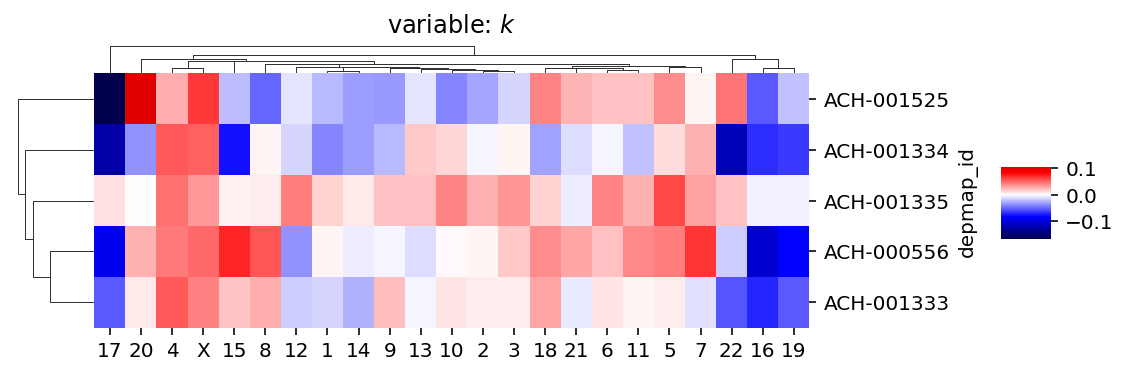 variable: k
ACH-001525
ACH-001334
ACH-001335
ACH-000556
ACH-001333
depmap_id
0.1
0.0
−0.1
17 20 4 X 15 8 12 1 14 9 13 10 2 3 18 21 6 11 5 7 22 16 19